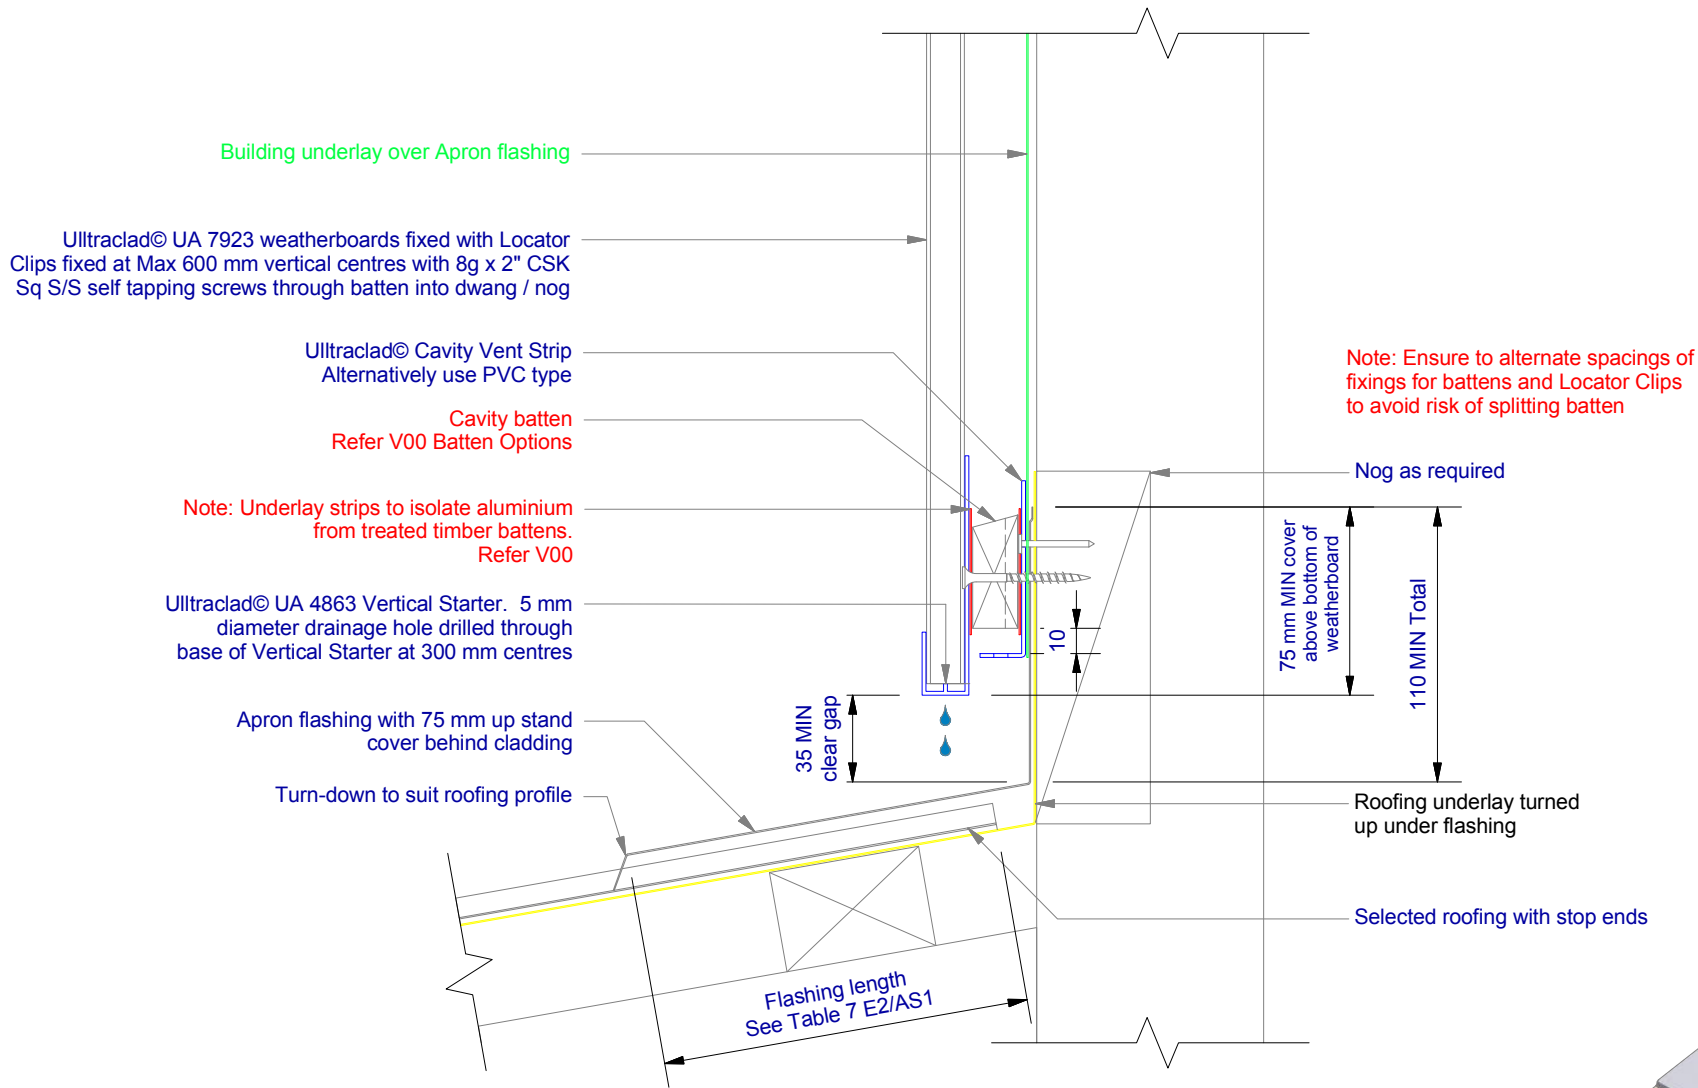 Building underlay over Apron flashing
Ulltraclad© UA 7923 weatherboards fixed with Locator
Clips fixed at Max 600 mm vertical centres with 8g x 2" CSK
Sq S/S self tapping screws through batten into dwang / nog
Ulltraclad© Cavity Vent Strip
Alternatively use PVC type
Cavity batten
Refer V00 Batten Options
Note: Underlay strips to isolate aluminium
from treated timber battens.
Refer V00
Ulltraclad© UA 4863 Vertical Starter.  5 mm
diameter drainage hole drilled through
base of Vertical Starter at 300 mm centres
Apron flashing with 75 mm up stand
cover behind cladding
Turn-down to suit roofing profile
35 MIN
clear gap
10
Flashing length
See Table 7 E2/AS1
Note: Ensure to alternate spacings of
fixings for battens and Locator Clips
to avoid risk of splitting batten
Nog as required
75 mm MIN cover
above bottom of
weatherboard
110 MIN Total
Roofing underlay turned
up under flashing
Selected roofing with stop ends